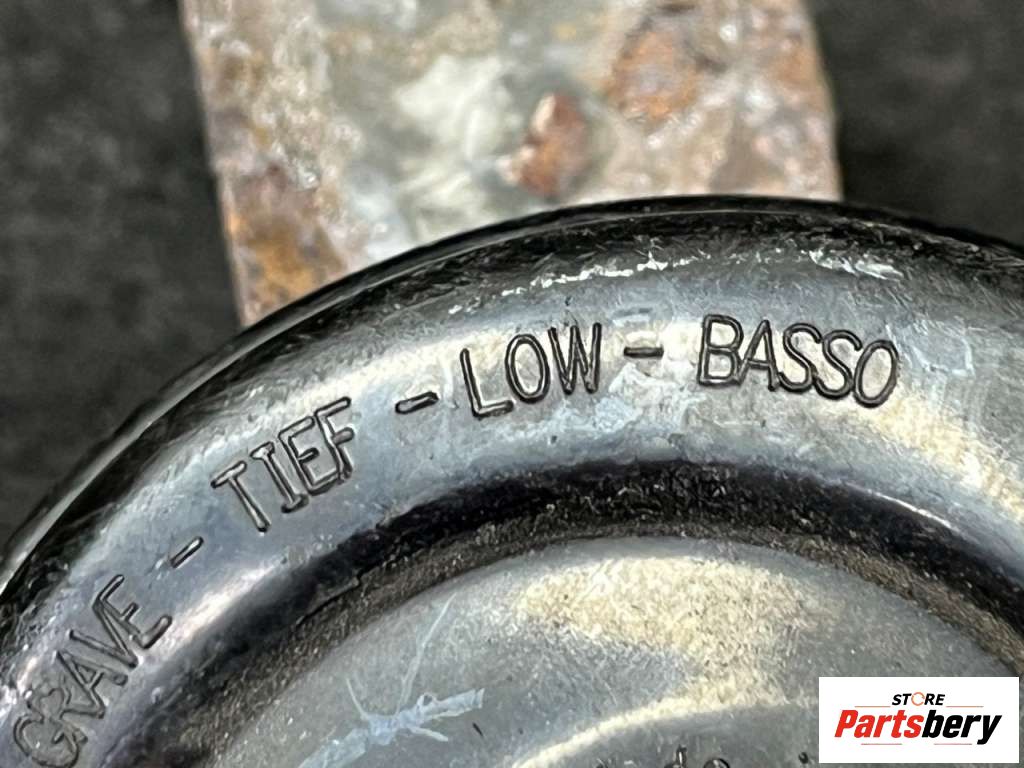 GRAVE - TIEF - LOW - BASSO
STORE
Partsbery